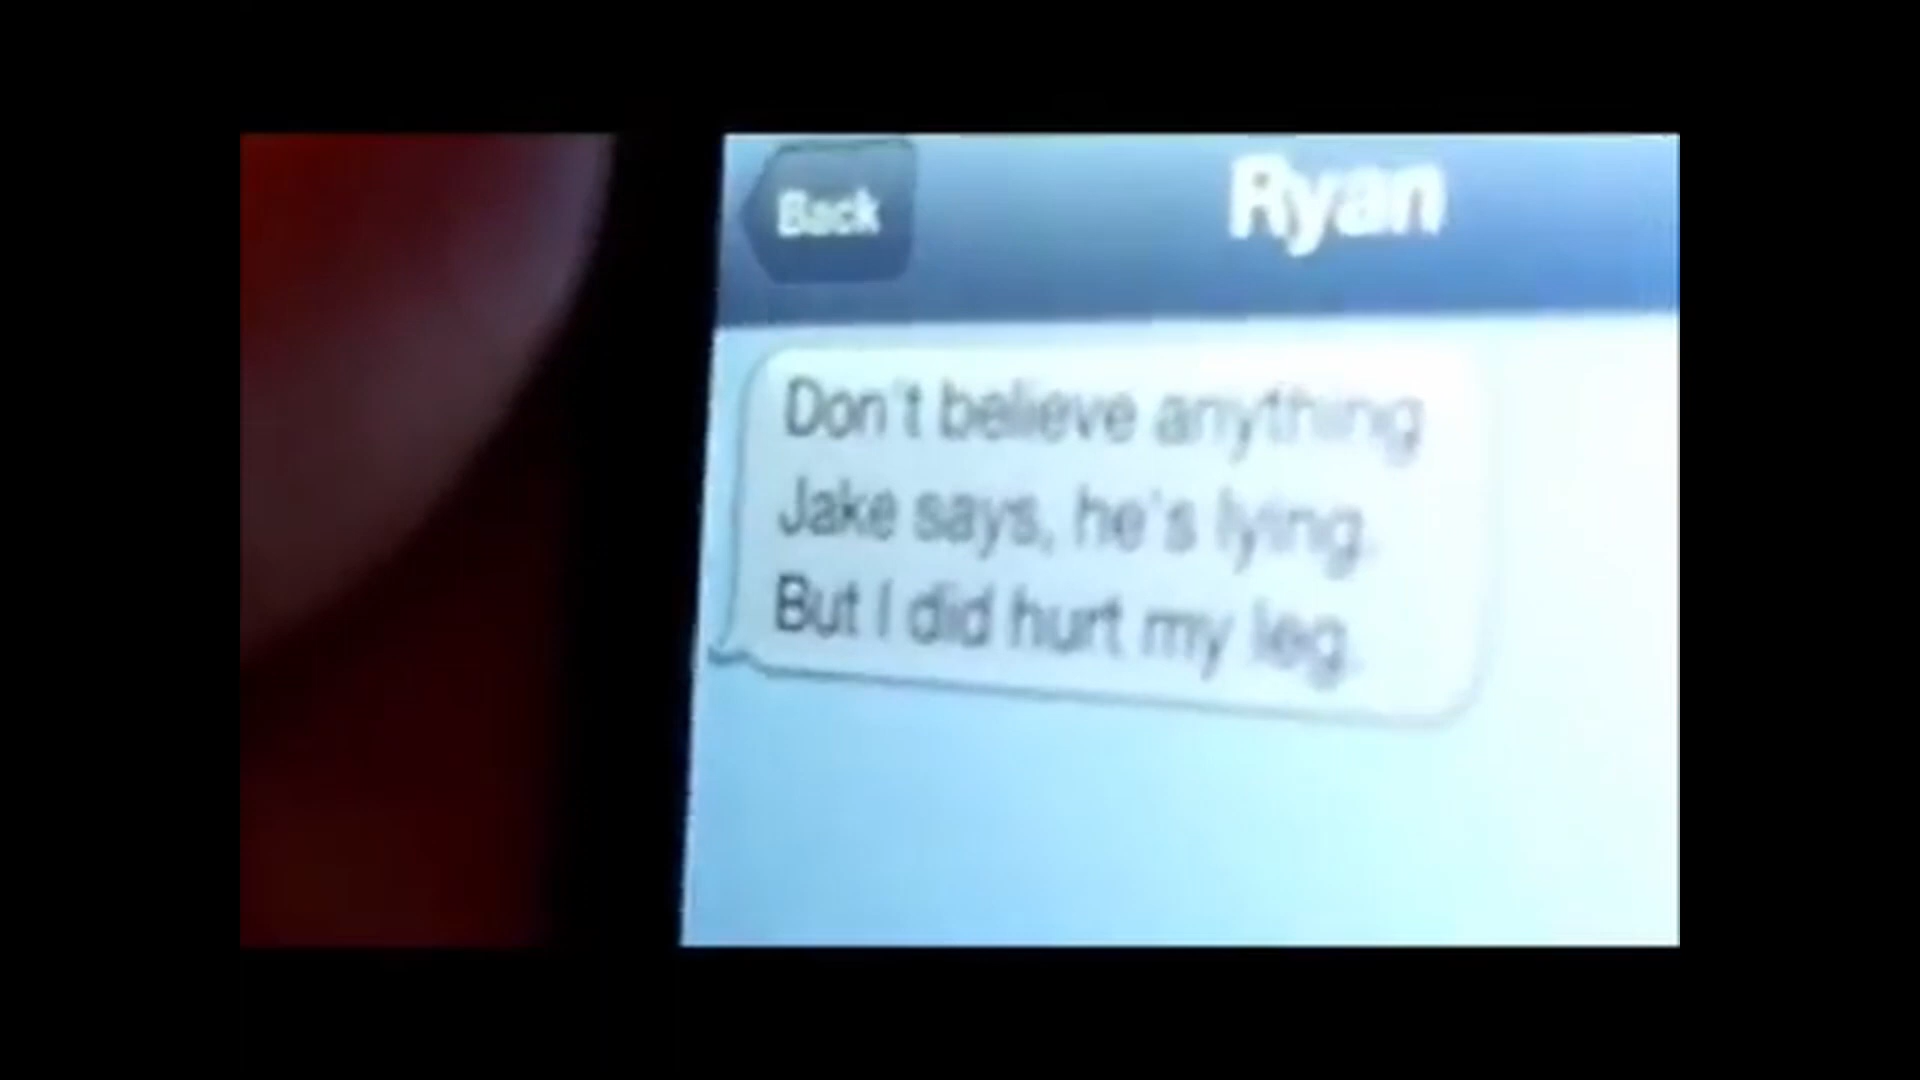 Back
Ryan
Don't believe anything
Jake says, he's lying.
But I did hurt my leg.